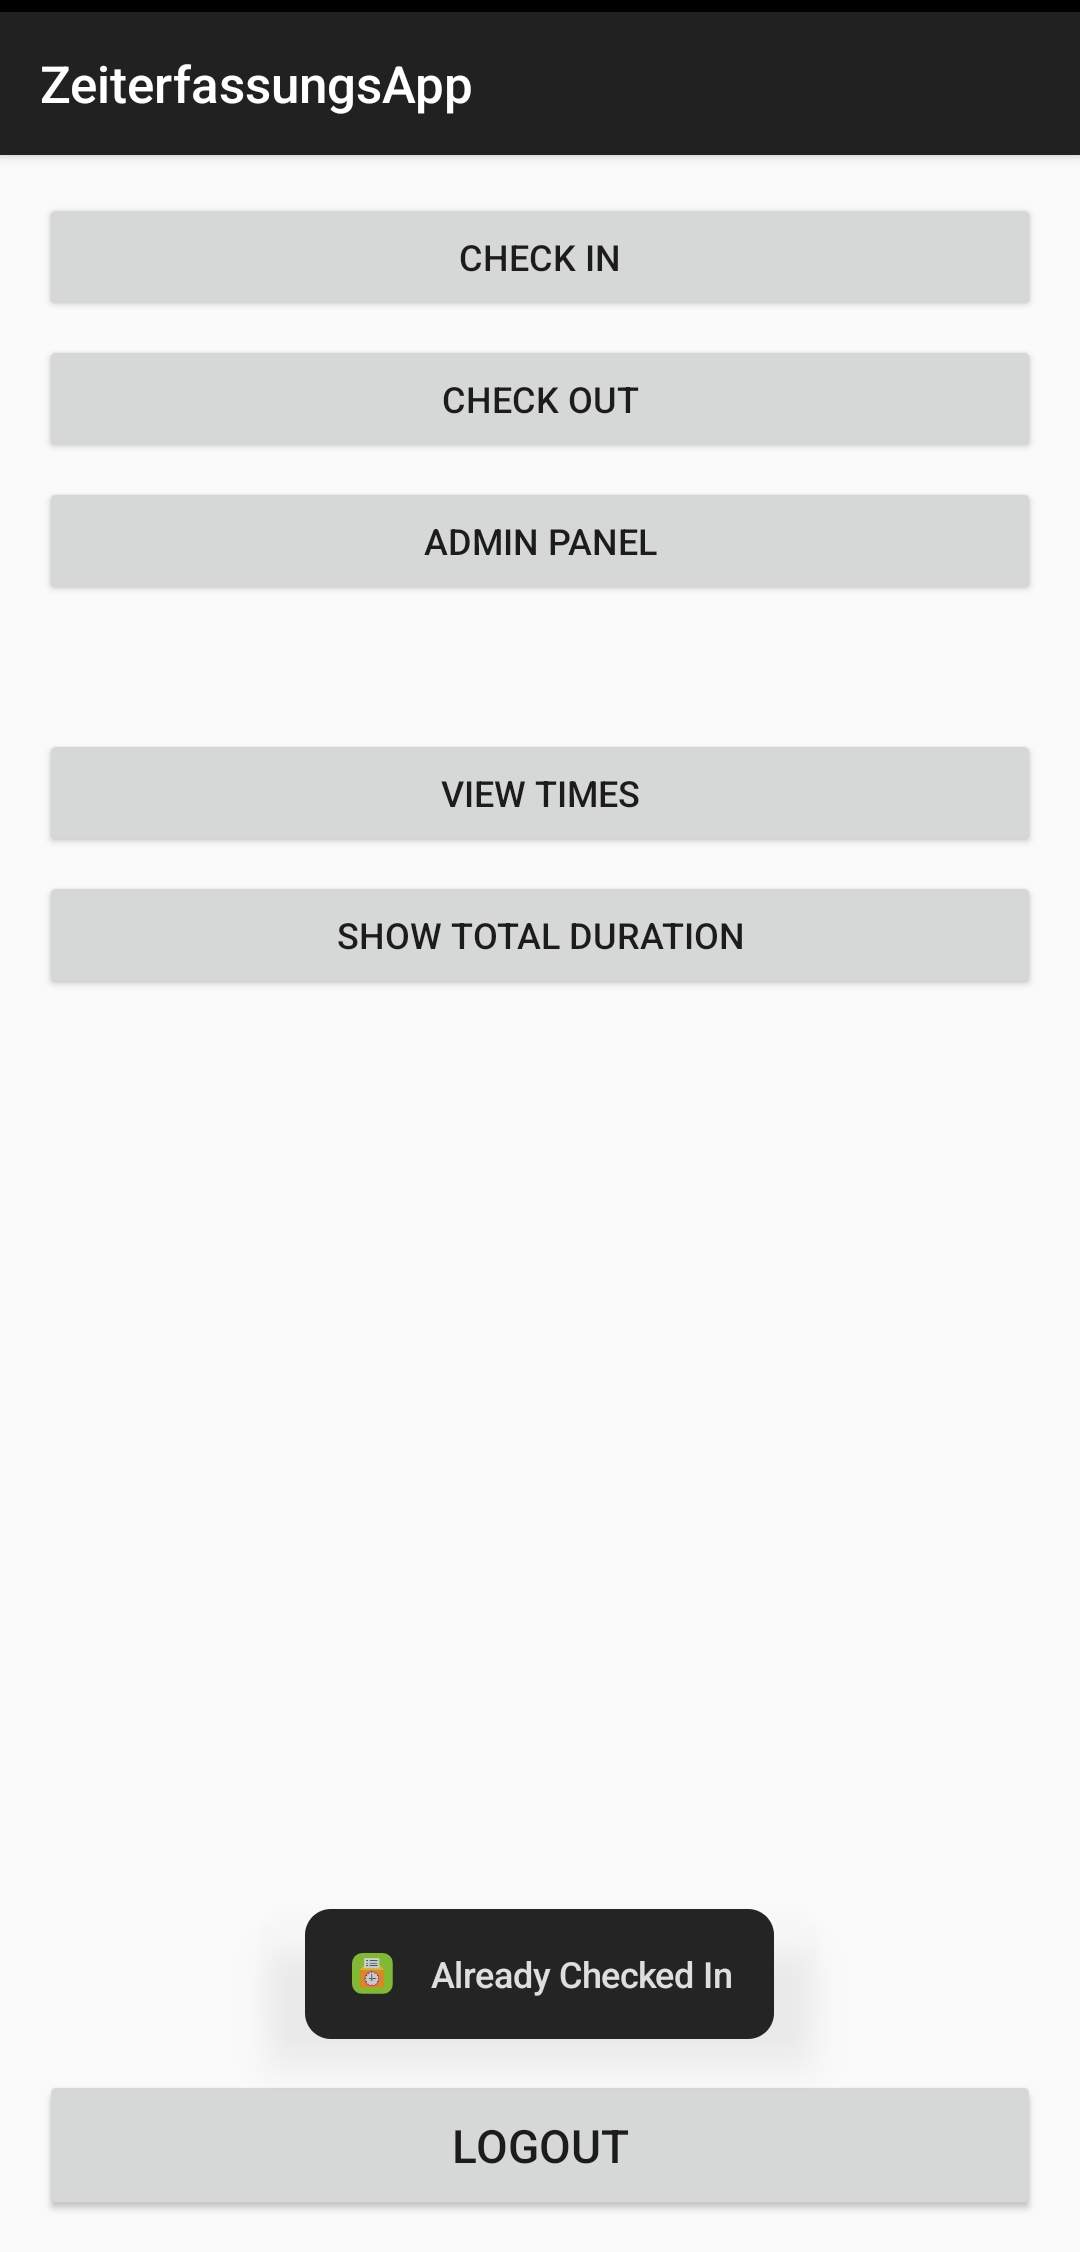 ZeiterfassungsApp
CHECK IN
CHECK OUT
ADMIN PANEL
VIEW TIMES
SHOW TOTAL DURATION
Already Checked In
LOGOUT